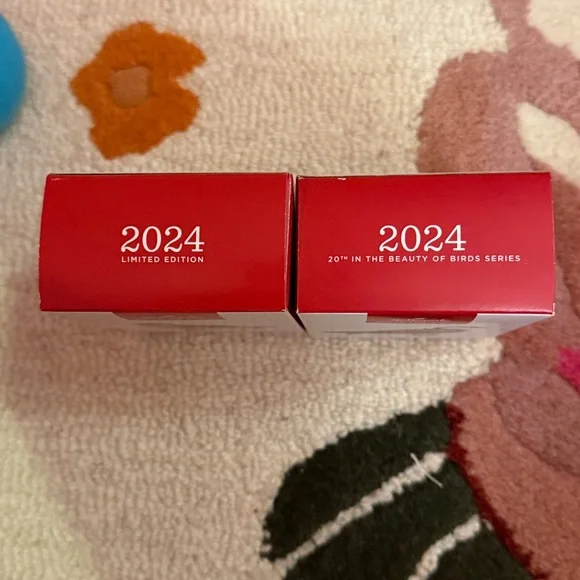 2024
LIMITED EDITION
2024
20TH IN THE BEAUTY OF BIRDS SERIES